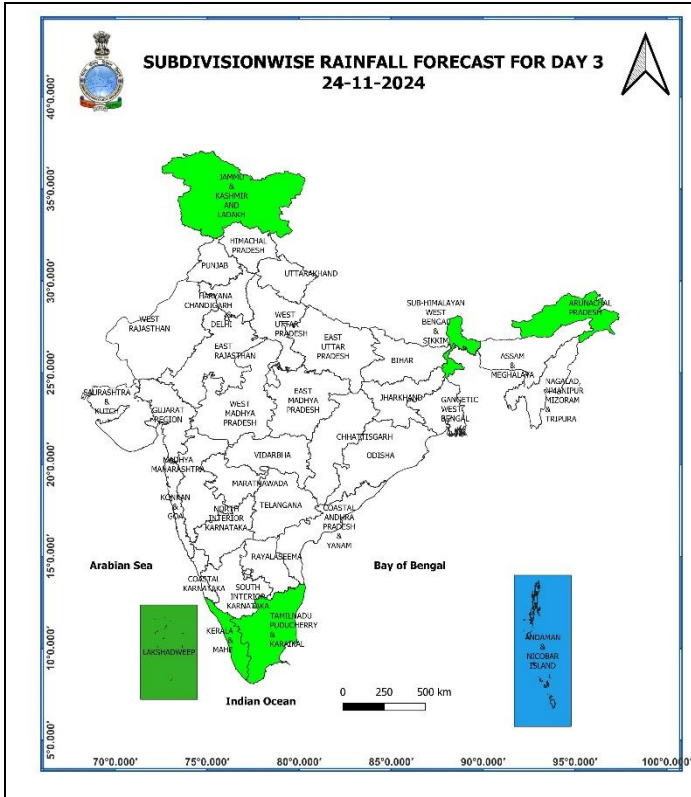 SUBDIVISIONWISE RAINFALL FORECAST FOR DAY 3
24-11-2024
40°0.000'
35°0.000'
30°0.000'
25°0.000'
20°0.000'
15°0.000'
10°0.000'
5°0.000'
JAMMU
&
KASHMIR
AND
LADAKH
HIMACHAL
PRADESH
PUNJAB
UTTARAKHAND
HARYANA
CHANDIGARH
DELHI
WEST
RAJASTHAN
WEST
UTTAR
PRADESH
EAST
RAJASTHAN
EAST
UTTAR
PRADESH
SUB-HIMALAYAN
WEST
BENGAL
&
SIKKIM
ARUNACHAL
PRADESH
BIHAR
ASSAM
&
MEGHALAYA
MIZORAM
&
TRIPURA
SAURASHTRA
&
KUTCH
GUJARAT
REGION
WEST
MADHYA
PRADESH
EAST
MADHYA
PRADESH
JHARKHAND
GANGETIC
WEST
BENGAL
CHHATTISGARH
ODISHA
VIDARBHA
MADHYA
MAHARASHTRA
MARATHWADA
KONKAN
&
GOA
NORTH
INTERIOR
KARNATAKA
TELANGANA
COASTAL
ANDHRA
PRADESH
&
YANAM
RAYALASEEMA
Arabian Sea
Bay of Bengal
COASTAL
KARNATAKA
SOUTH
INTERIOR
KARNATAKA
TAMILNADU
PUDUCHERRY
&
KARAIKAL
KERALA
&
MAHE
LAKSHADWEEP
ANDAMAN
&
NICOBAR
ISLAND
Indian Ocean
0 250 500 km
70°0.000' 75°0.000' 80°0.000' 85°0.000' 90°0.000' 95°0.000' 100°0.000'